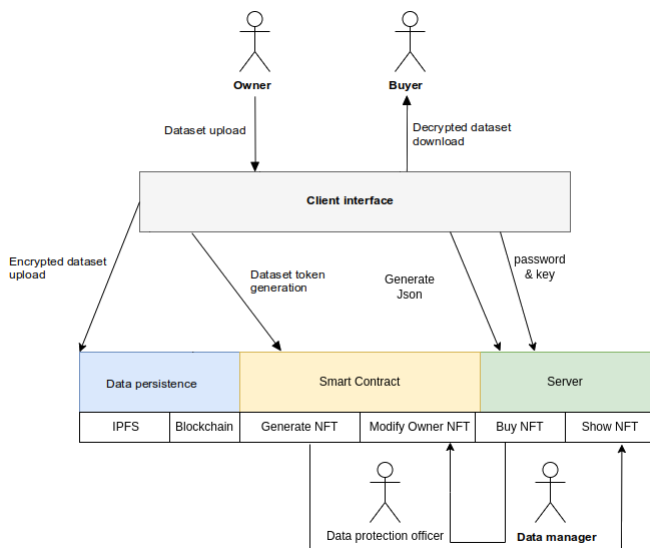 Owner
Buyer
Dataset upload
Decrypted dataset
download
Client interface
Encrypted dataset
upload
Dataset token
generation
Generate
Json
password
& key
Data persistence
Smart Contract
Server
IPFS
Blockchain
Generate NFT
Modify Owner NFT
Buy NFT
Show NFT
Data protection officer
Data manager